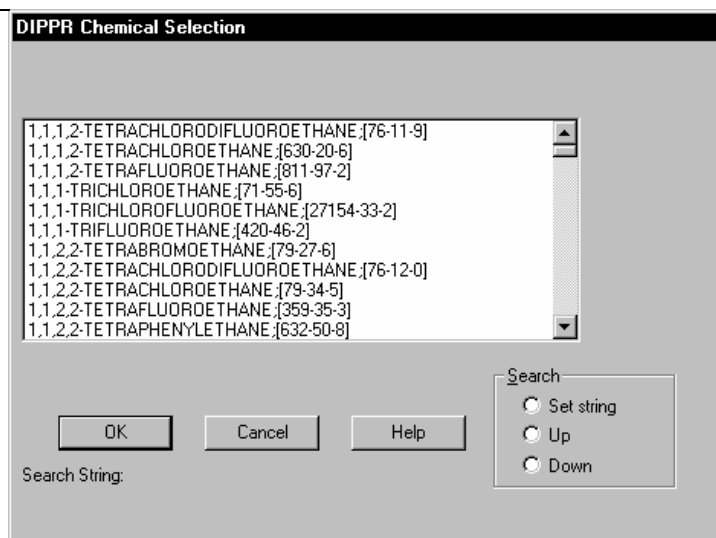 DIPPR Chemical Selection
1,1,1,2-TETRACHLORODIFLUOROETHANE;[76-11-9]
1,1,1,2-TETRACHLOROETHANE;[630-20-6]
1,1,1,2-TETRAFLUROETHANE;[811-97-2]
1,1,1-TRICHLOROETHANE;[71-55-6]
1,1,1-TRICHLOROFLUOROETHANE;[27154-33-2]
1,1,1-TRIFLUOROETHANE;[420-46-2]
1,1,2,2-TETRABROMOETHANE;[79-27-6]
1,1,2,2-TETRACHLORODIFLUOROETHANE;[76-12-0]
1,1,2,2-TETRACHLOROETHANE;[79-34-5]
1,1,2,2-TETRAFLUOROETHANE;[359-35-3]
1,1,2,2-TETRAPHENYLETHANE;[632-50-8]
Search
Set string
Up
Down
OK Cancel Help
Search String: